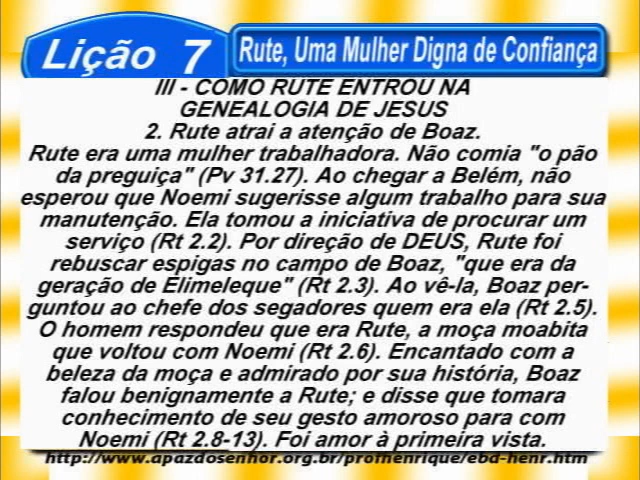 Lição 7
Rute, Uma Mulher Digna de Confiança
III - COMO RUTE ENTROU NA
GENEALOGIA DE JESUS
2. Rute atrai a atenção de Boaz.
Rute era uma mulher trabalhadora. Não comia "o pão
da preguiça" (Pv 31.27). Ao chegar a Belém, não
esperou que Noemi sugerisse algum trabalho para sua
manutenção. Ela tomou a iniciativa de procurar um
serviço (Rt 2.2). Por direção de DEUS, Rute foi
rebuscar espigas no campo de Boaz, "que era da
geração de Elimeleque" (Rt 2.3). Ao vê-la, Boaz per-
guntou ao chefe dos segadores quem era ela (Rt 2.5).
O homem respondeu que era Rute, a moça moabita
que voltou com Noemi (Rt 2.6). Encantado com a
beleza da moça e admirado por sua história, Boaz
falou benignamente a Rute; e disse que tomara
conhecimento de seu gesto amoroso para com
Noemi (Rt 2.8-13). Foi amor à primeira vista.
http://www.apazdosenhor.org.br/profhenrique/ebd-henr.htm